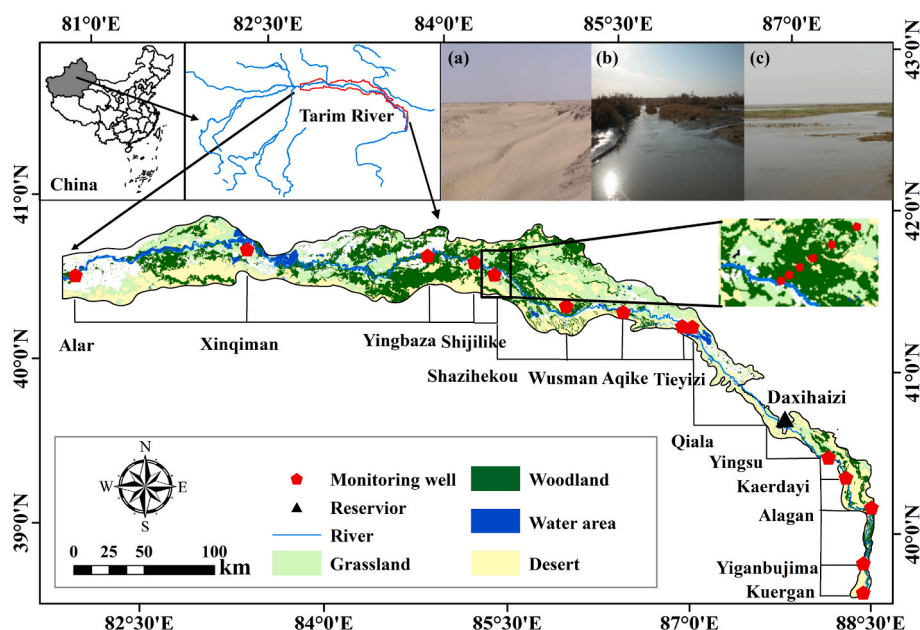 81°0'E 82°30'E 84°0'E 85°30'E 87°0'E
43°0'N
(a) (b) (c)
Tarim River
China
41°0'N
42°0'N
Alar Xinqiman Yingbaza Shijilike
40°0'N
41°0'N
Shazihekou Wusman Aqike Tieyizi
Daxihaizi
Qiala
Yingsu
Kaerdayi
Alagan
Yiganbujima
Kuergan
39°0'N
40°0'N
N
W E
S
0 25 50 100
km
Monitoring well
Reservior
River
Grassland
Woodland
Water area
Desert
82°30'E 84°0'E 85°30'E 87°0'E 88°30'E